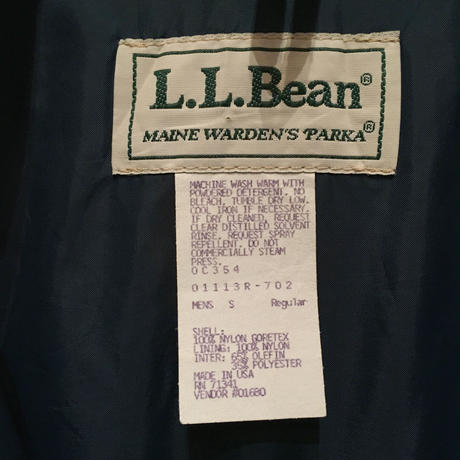 L.L.Bean®
MAINE WARDEN'S PARKA®
MACHINE WASH WARM WITH
POWDERED DETERGENT, NO
BLEACH, TUMBLE DRY LOW.
COOL IRON IF NECESSARY.
IF DRY CLEANED, REQUEST
CLEAR DISTILLED SOLVENT
RINSE. REQUEST SPRAY
REPELLENT. DO NOT
COMMERCIALLY STEAM
PRESS.
0C354
01113R-702
MENS S Regular
SHELL:
100% NYLON GORETEX
LINING: 100% NYLON
INTER: 65% OLEFIN
35% POLYESTER
MADE IN USA
RN 71341
VENDOR #01680